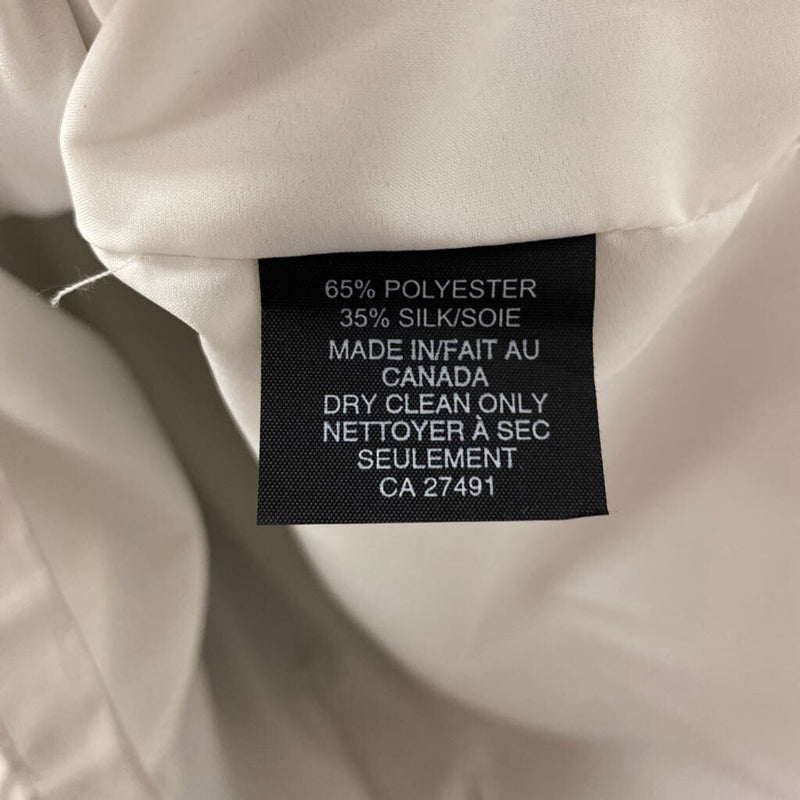 65% POLYESTER
35% SILK/SOIE
MADE IN/FAIT AU
CANADA
DRY CLEAN ONLY
NETTOYER À SEC
SEULEMENT
CA 27491